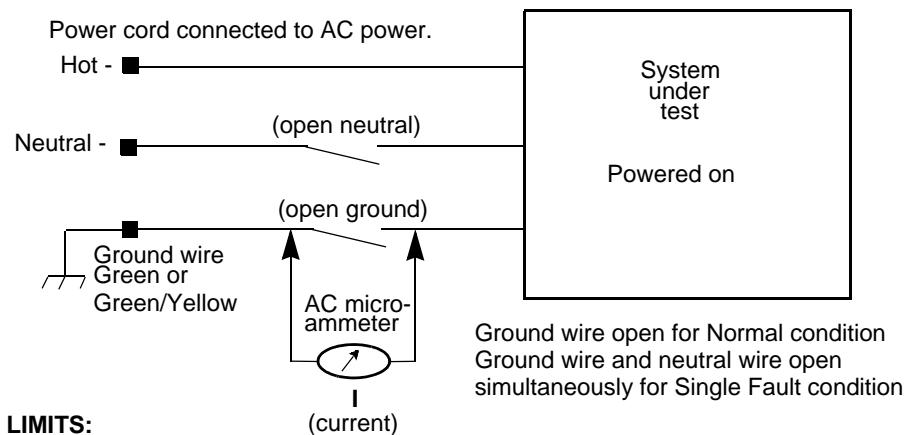 Power cord connected to AC power.
Hot -
System
under
test
(open neutral)
Neutral -
Powered on
(open ground)
Ground wire
Green or
Green/Yellow
AC micro-
ammeter
Ground wire open for Normal condition
Ground wire and neutral wire open
simultaneously for Single Fault condition
I
(current)
LIMITS: